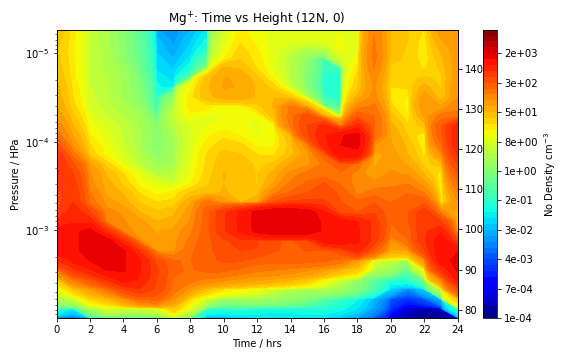 Mg⁺: Time vs Height (12N, 0)
10⁻⁵
10⁻⁴
10⁻³
Pressure / HPa
0 2 4 6 8 10 12 14 16 18 20 22 24
Time / hrs
140
130
120
110
100
90
80
2e+03
3e+02
5e+01
8e+00
1e+00
2e-01
3e-02
4e-03
7e-04
1e-04
No Density cm⁻³